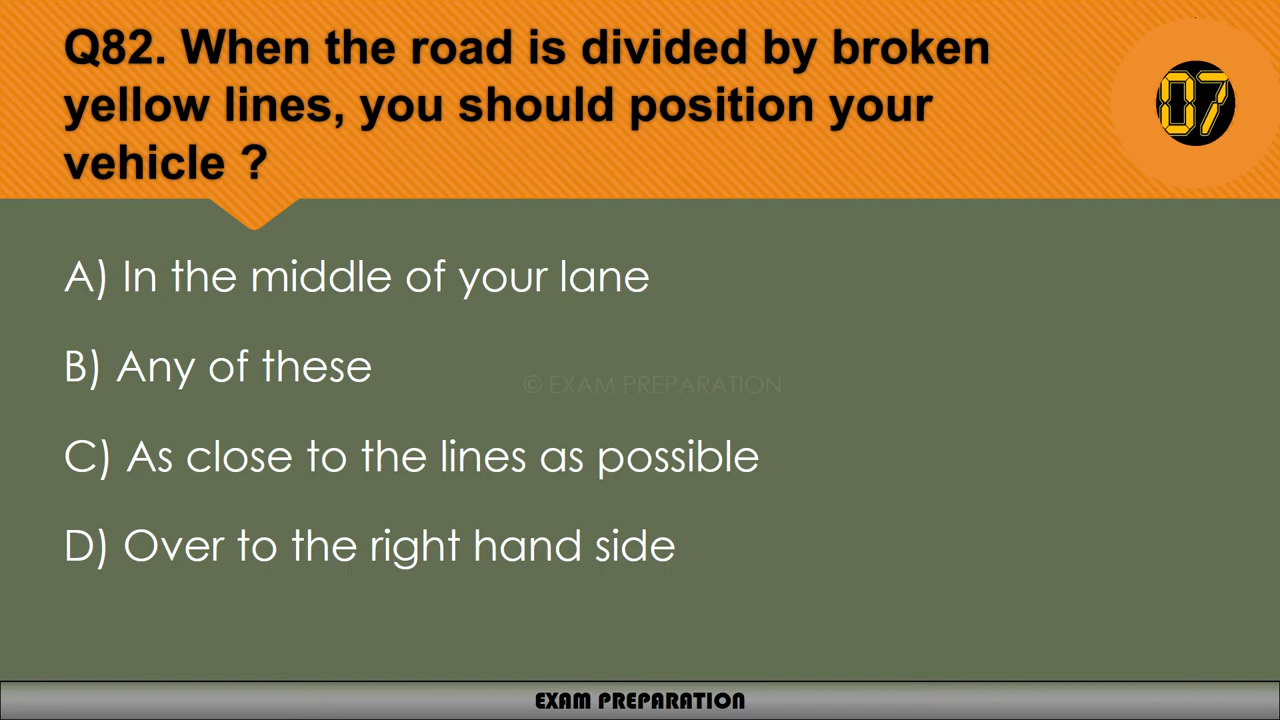 Q82. When the road is divided by broken
yellow lines, you should position your
vehicle ?
07
A) In the middle of your lane
B) Any of these
© EXAM PREPARATION
C) As close to the lines as possible
D) Over to the right hand side
EXAM PREPARATION